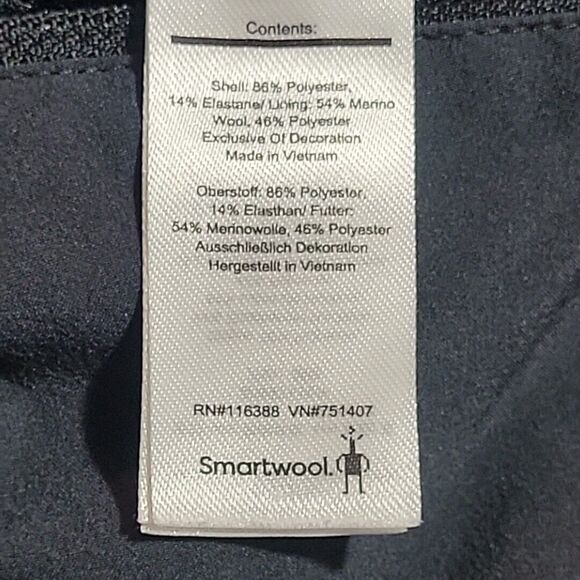 Contents:
Shell: 86% Polyester,
14% Elastane/ Lining: 54% Merino
Wool, 46% Polyester
Exclusive Of Decoration
Made in Vietnam
Oberstoff: 86% Polyester,
14% Elasthan/ Futter:
54% Merinowolle, 46% Polyester
Ausschließlich Dekoration
Hergestellt in Vietnam
RN#116388 VN#751407
Smartwool.